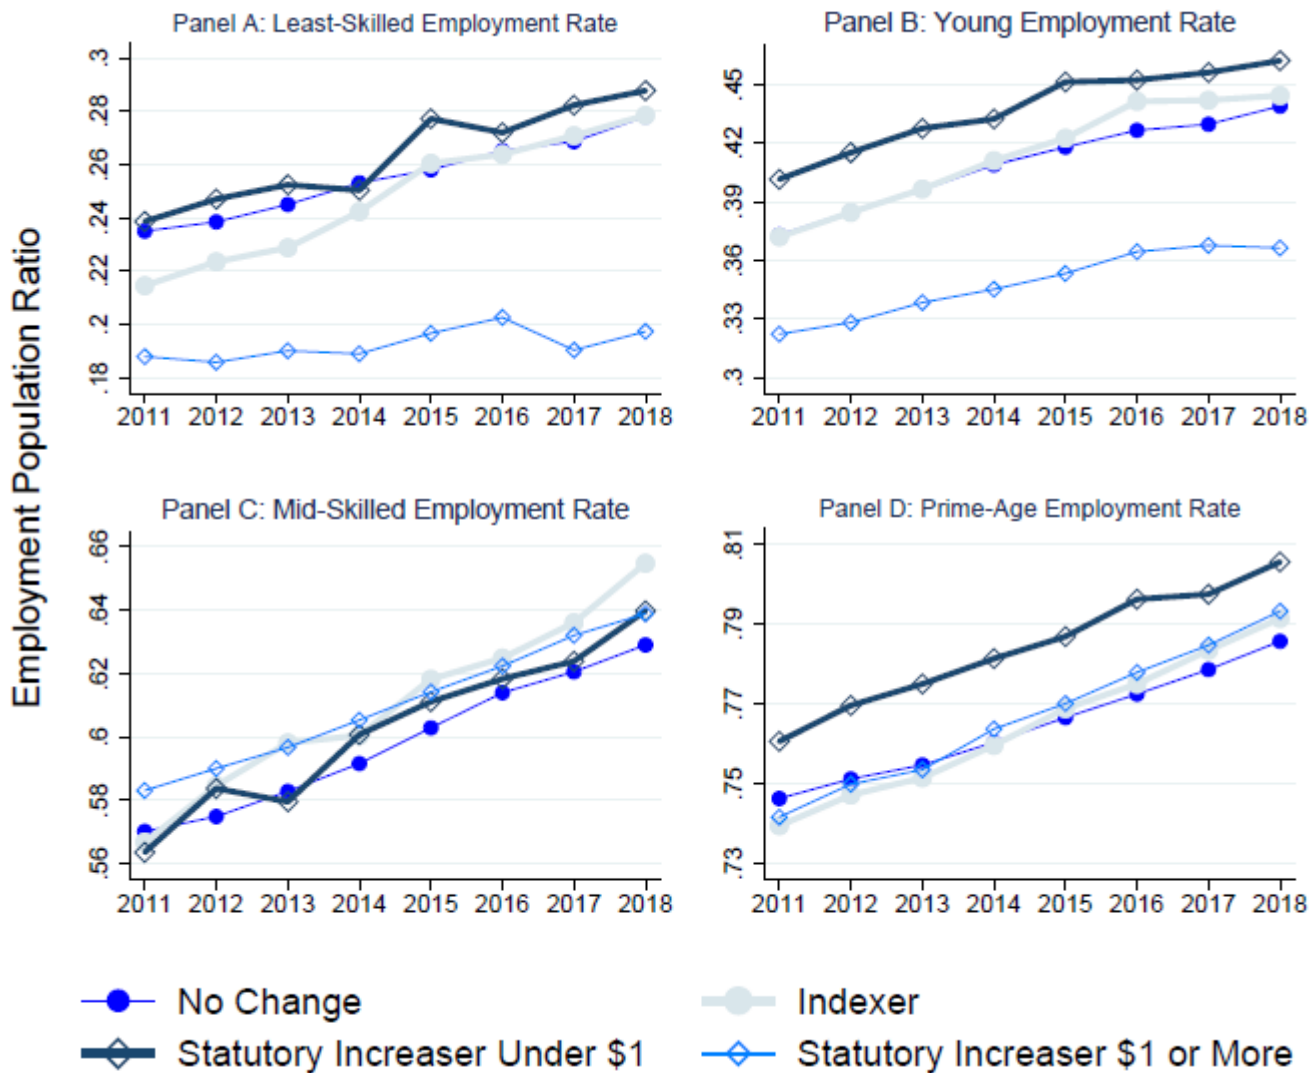 Panel A: Least-Skilled Employment Rate
.3
.28
.26
.24
.22
.2
.18
2011 2012 2013 2014 2015 2016 2017 2018
Panel B: Young Employment Rate
.45
.42
.39
.36
.33
.3
2011 2012 2013 2014 2015 2016 2017 2018
Employment Population Ratio
Panel C: Mid-Skilled Employment Rate
.66
.64
.62
.6
.58
.56
2011 2012 2013 2014 2015 2016 2017 2018
Panel D: Prime-Age Employment Rate
.81
.79
.77
.75
.73
2011 2012 2013 2014 2015 2016 2017 2018
No Change
Indexer
Statutory Increaser Under $1
Statutory Increaser $1 or More